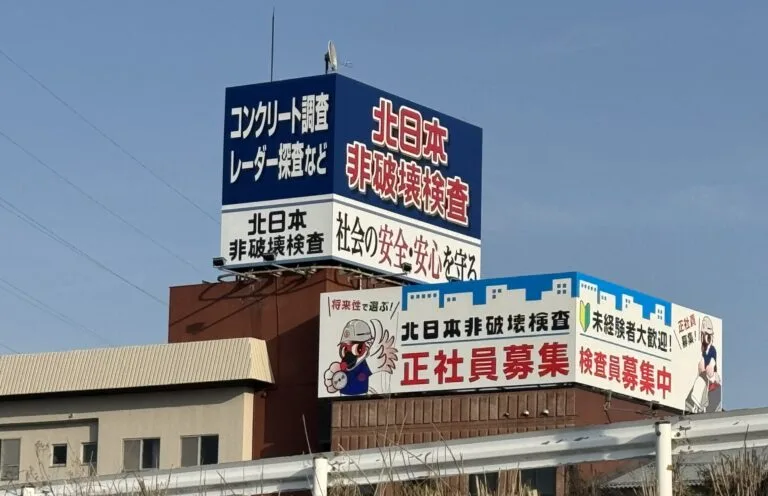 コンクリート調査
レーダー探査など
北日本
非破壊検査
北日本
非破壊検査
社会の安全・安心を守る
将来性で選ぶ!
北日本非破壊検査
正社員募集
未経験者大歓迎!
検査員募集中
正社員
募集!